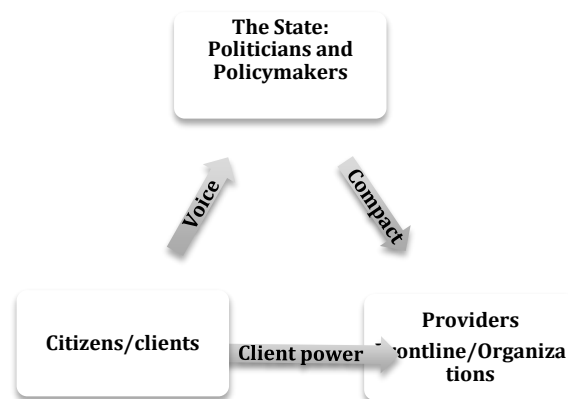 The State:
Politicians and
Policymakers
Voice
Compact
Citizens/clients
Client power
Providers
rontline/Organiza
tions